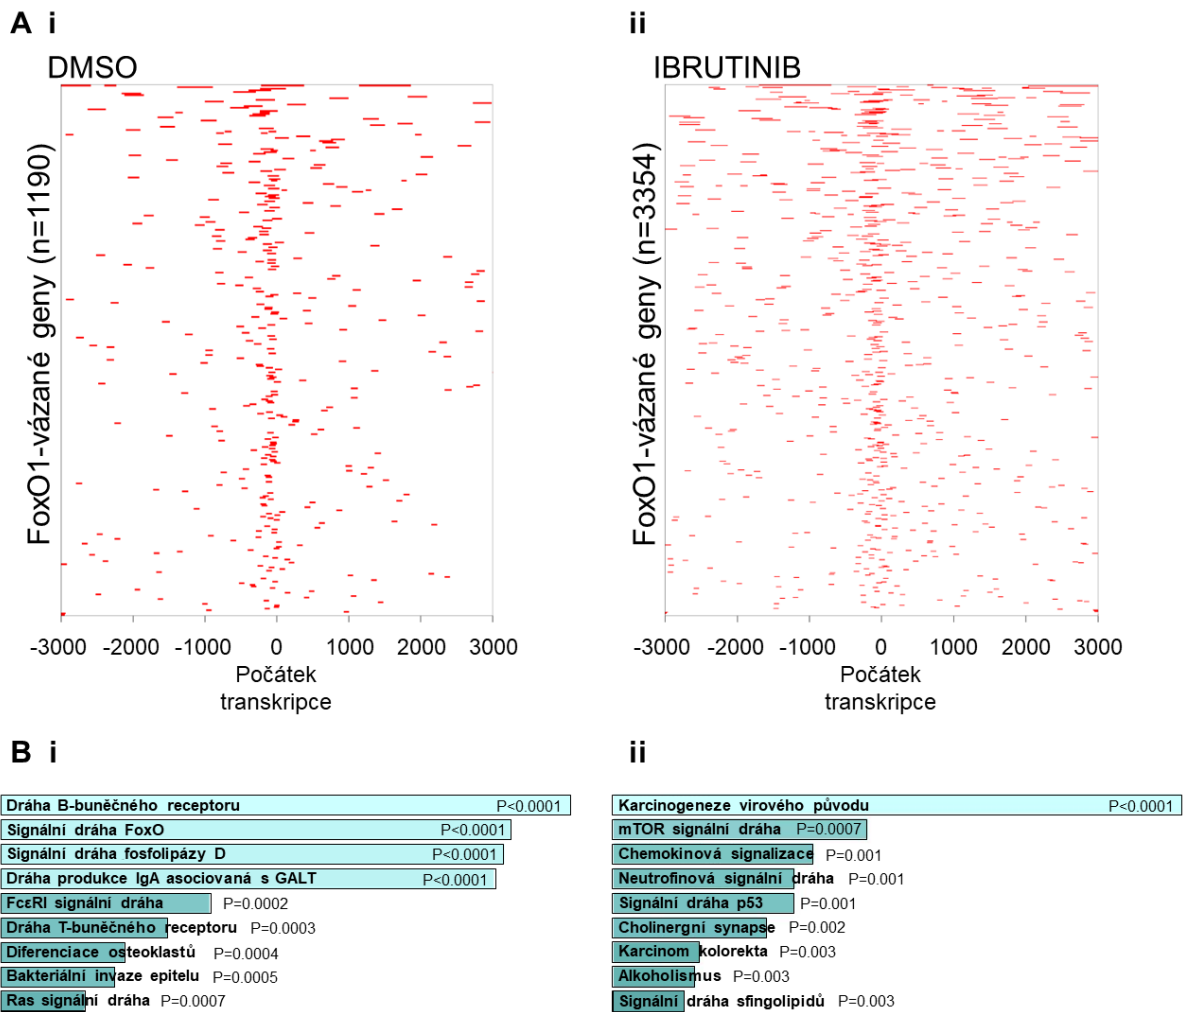 A i
DMSO
FoxO1-vázané geny (n=1190)
-3000 -2000 -1000 0 1000 2000 3000
Počátek
transkripce
ii
IBRUTINIB
FoxO1-vázané geny (n=3354)
-3000 -2000 -1000 0 1000 2000 3000
Počátek
transkripce
B i
Dráha B-buněčného receptoru P<0.0001
Signální dráha FoxO P<0.0001
Signální dráha fosfolipázy D P<0.0001
Dráha produkce IgA asociovaná s GALT P<0.0001
FcεRI signální dráha P=0.0002
Dráha T-buněčného receptoru P=0.0003
Diferenciace osteoklastů P=0.0004
Bakteriální invaze epitelu P=0.0005
Ras signální dráha P=0.0007
ii
Karcinogeneze virového původu P<0.0001
mTOR signální dráha P=0.0007
Chemokinová signalizace P=0.001
Neutrofinová signální dráha P=0.001
Signální dráha p53 P=0.001
Cholinergní synapse P=0.002
Karcinom kolorekta P=0.003
Alkoholismus P=0.003
Signální dráha sfingolipidů P=0.003